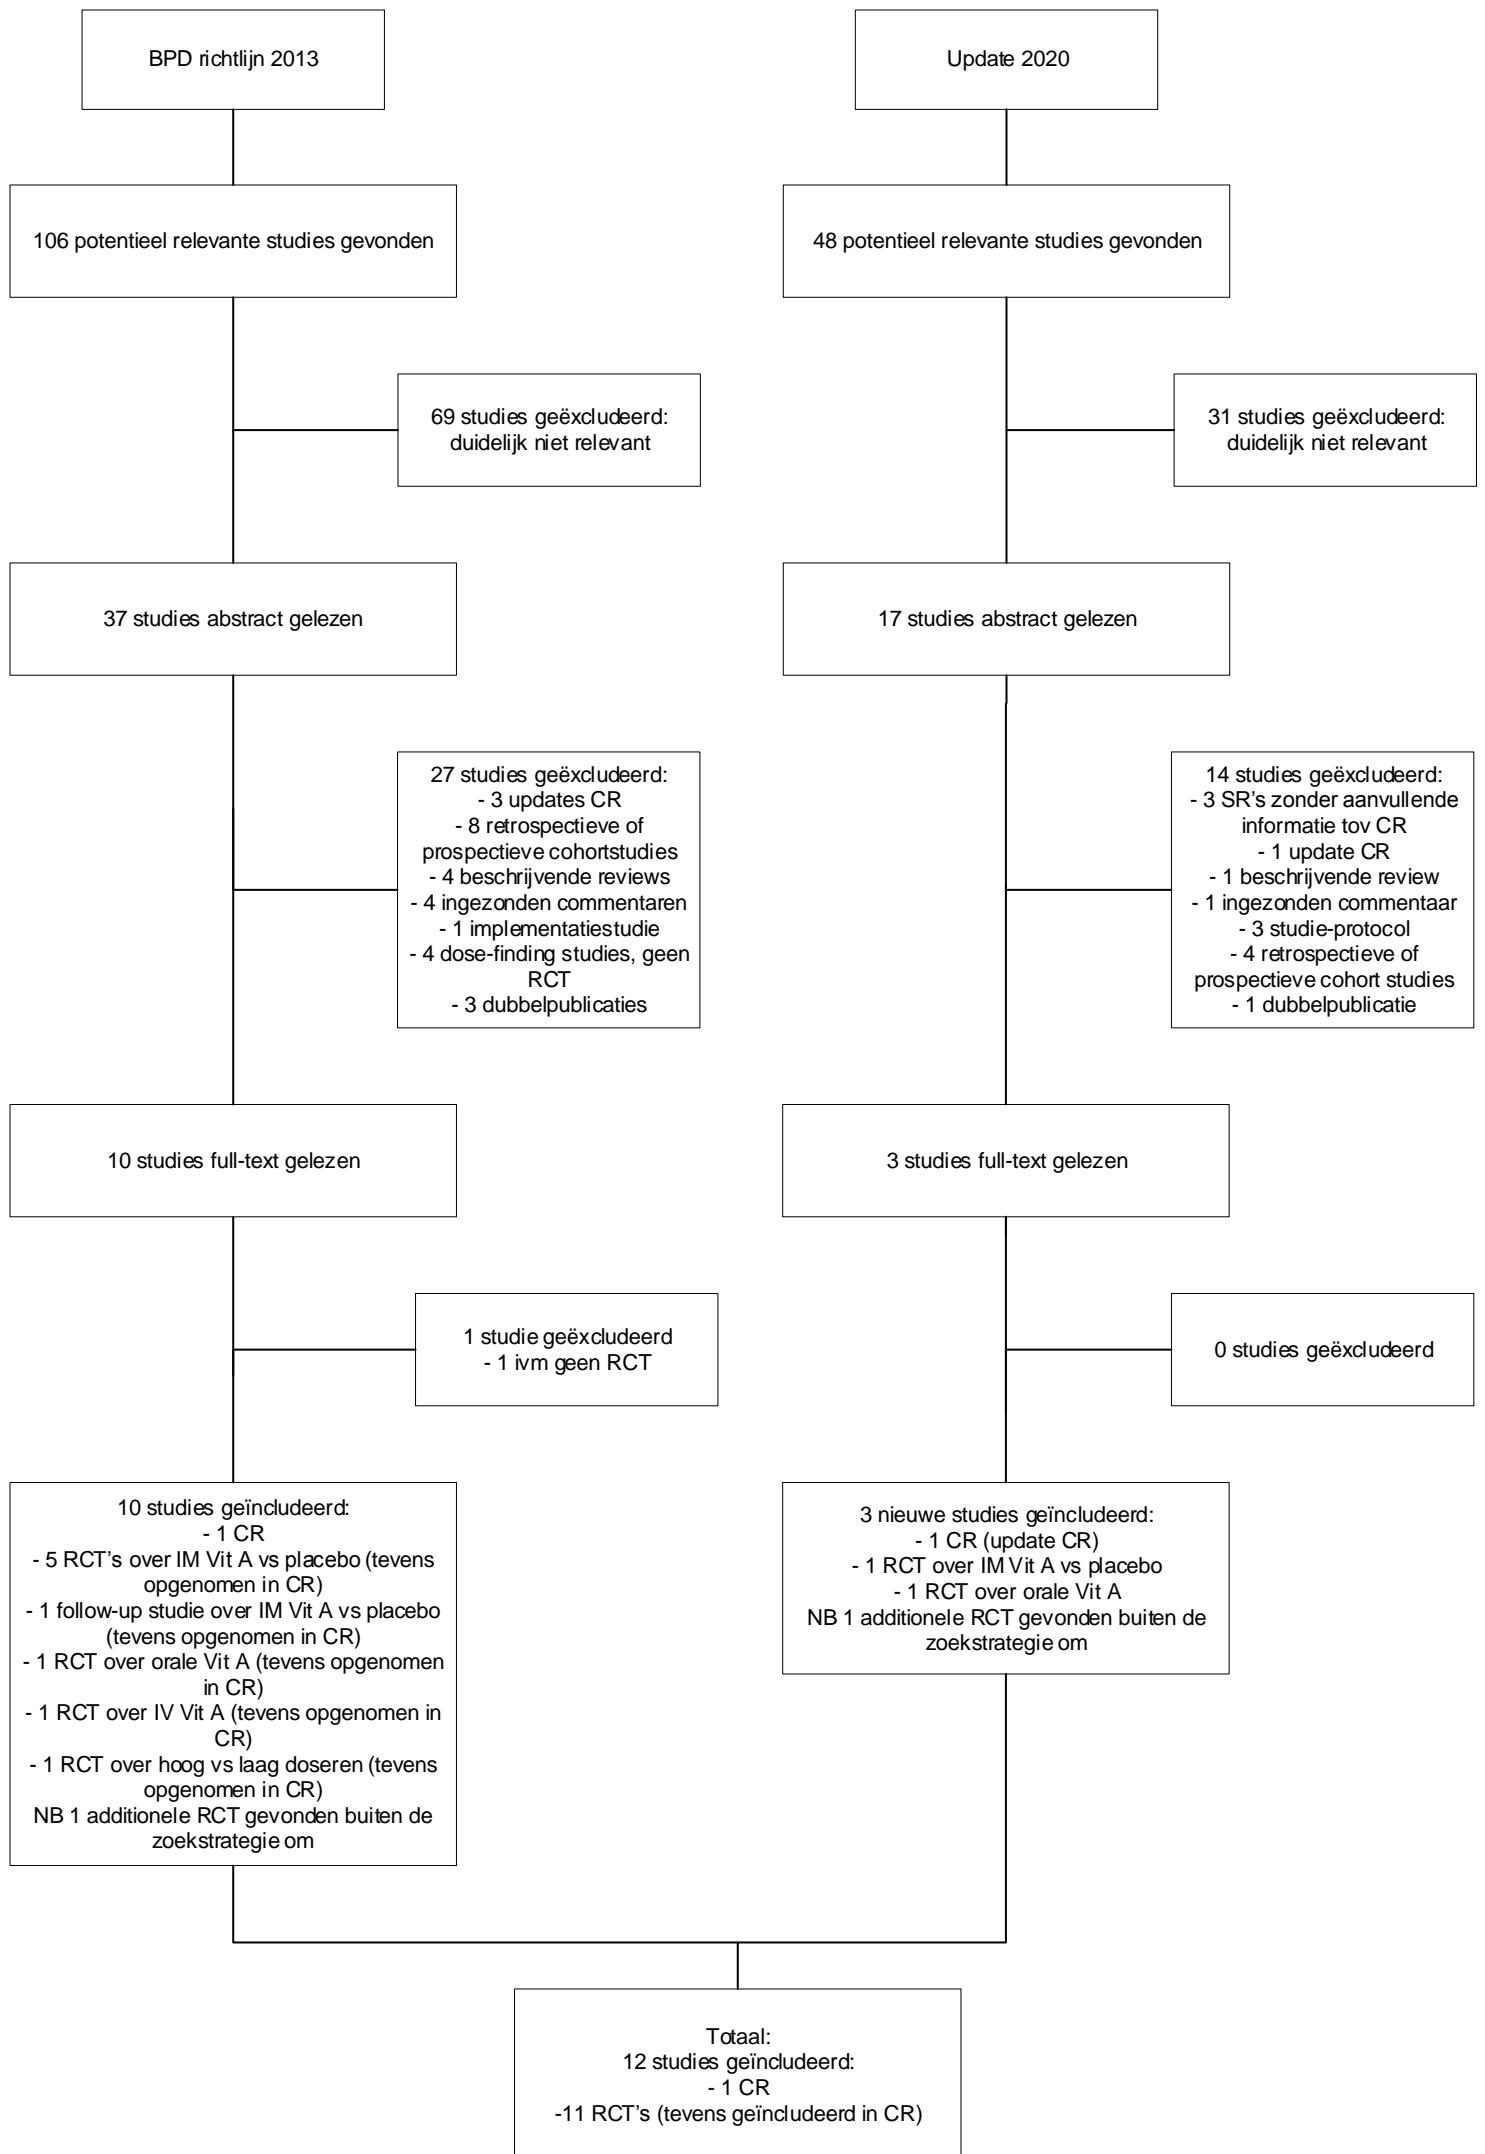 BPD richtlijn 2013
106 potentieel relevante studies gevonden
69 studies geëxcludeerd:
duidelijk niet relevant
37 studies abstract gelezen
27 studies geëxcludeerd:
- 3 updates CR
- 8 retrospectieve of
prospectieve cohortstudies
- 4 beschrijvende reviews
- 4 ingezonden commentaren
- 1 implementatiestudie
- 4 dose-finding studies, geen
RCT
- 3 dubbelpublicaties
10 studies full-text gelezen
1 studie geëxcludeerd
- 1 ivm geen RCT
10 studies geïncludeerd:
- 1 CR
- 5 RCT's over IM Vit A vs placebo (tevens
opgenomen in CR)
- 1 follow-up studie over IM Vit A vs placebo
(tevens opgenomen in CR)
- 1 RCT over orale Vit A (tevens opgenomen
in CR)
- 1 RCT over IV Vit A (tevens opgenomen in
CR)
- 1 RCT over hoog vs laag doseren (tevens
opgenomen in CR)
NB 1 additionele RCT gevonden buiten de
zoekstrategie om
Update 2020
48 potentieel relevante studies gevonden
31 studies geëxcludeerd:
duidelijk niet relevant
17 studies abstract gelezen
14 studies geëxcludeerd:
- 3 SR's zonder aanvullende
informatie tov CR
- 1 update CR
- 1 beschrijvende review
- 1 ingezonden commentaar
- 3 studie-protocol
- 4 retrospectieve of
prospectieve cohort studies
- 1 dubbelpublicatie
3 studies full-text gelezen
0 studies geëxcludeerd
3 nieuwe studies geïncludeerd:
- 1 CR (update CR)
- 1 RCT over IM Vit A vs placebo
- 1 RCT over orale Vit A
NB 1 additionele RCT gevonden buiten de
zoekstrategie om
Totaal:
12 studies geïncludeerd:
- 1 CR
-11 RCT's (tevens geïncludeerd in CR)